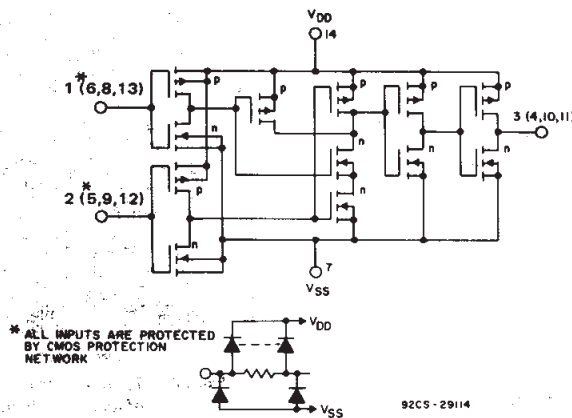 VDD
14
p
p
p
p
p
1 *(6,8,13)
3 (4,10,11)
n
n
n
n
p
2 *(5,9,12)
n
n
7
VSS
* ALL INPUTS ARE PROTECTED
BY CMOS PROTECTION
NETWORK
VDD
VSS
92CS-29114